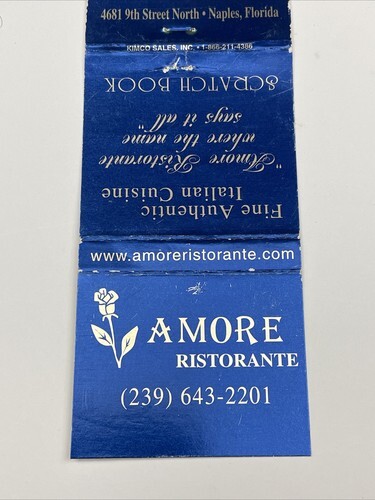 4681 9th Street North • Naples, Florida
KIMCO SALES, INC. • 1-866-211-4386
SCRATCH BOOK
"Amore Ristorante
where the name
says it all"
Fine Authentic
Italian Cuisine
www.amoreristorante.com
AMORE
RISTORANTE
(239) 643-2201